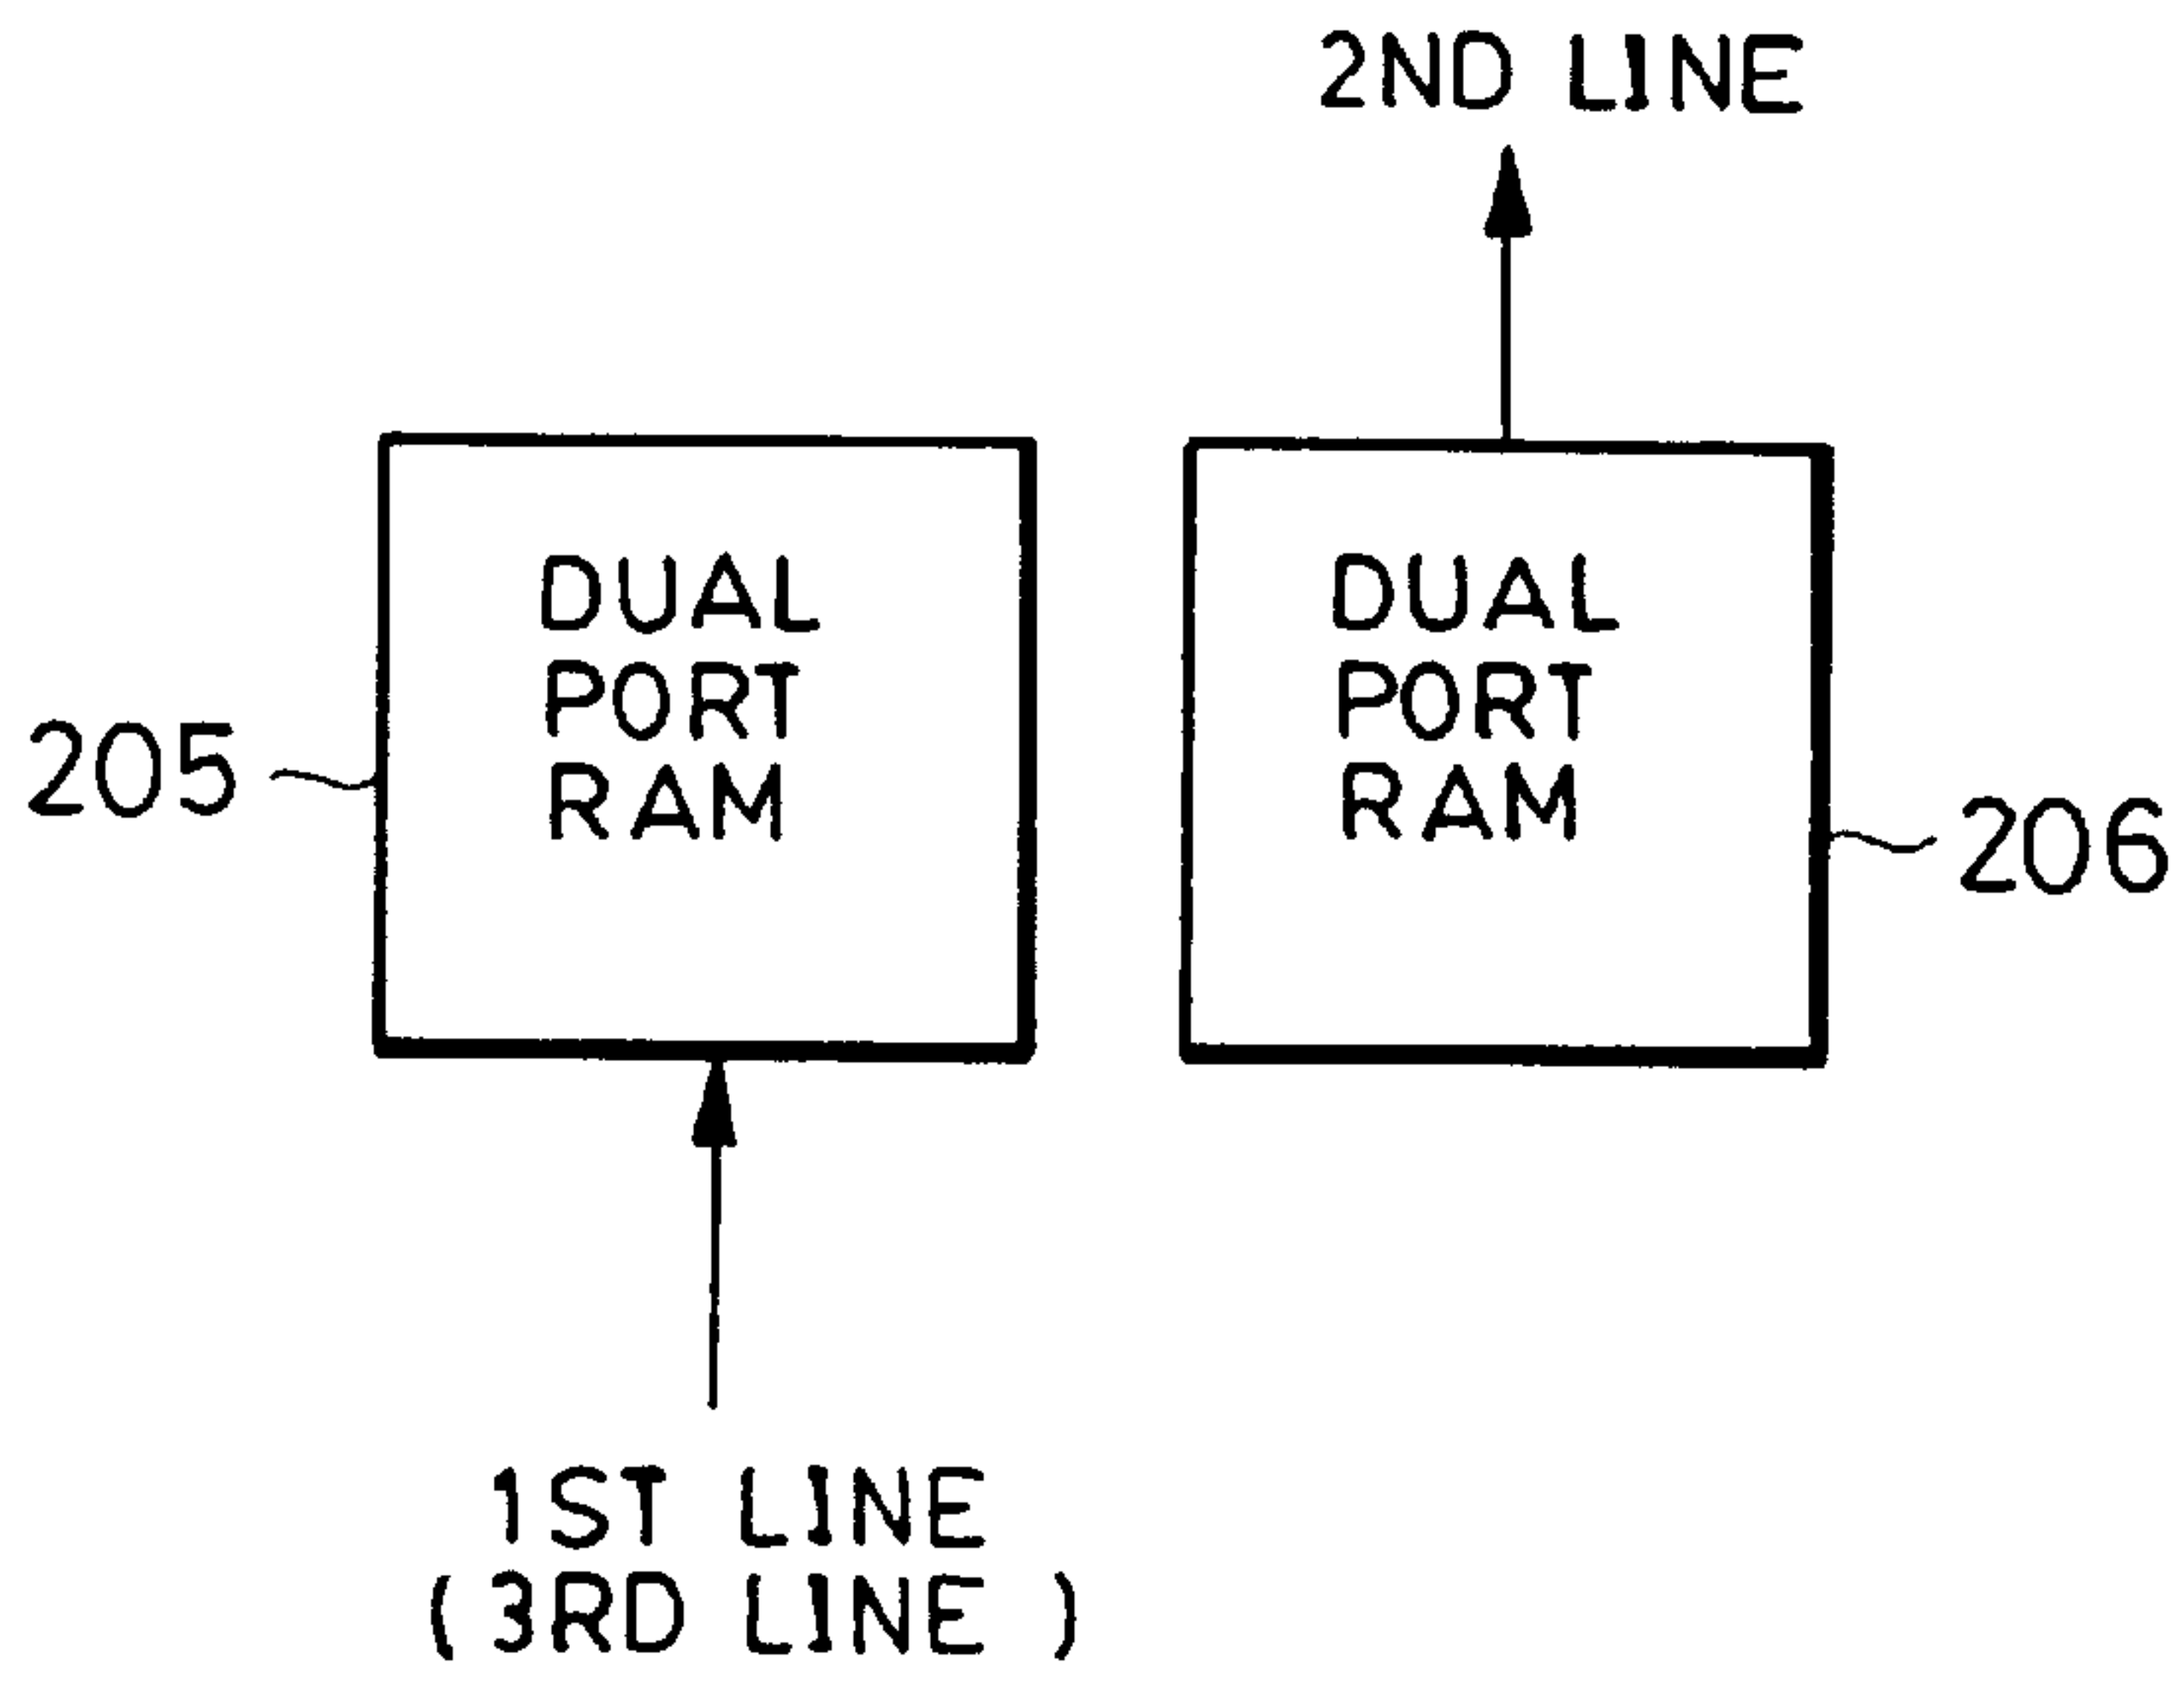 2ND LINE
DUAL
PORT
RAM
205
DUAL
PORT
RAM
206
1ST LINE
(3RD LINE )